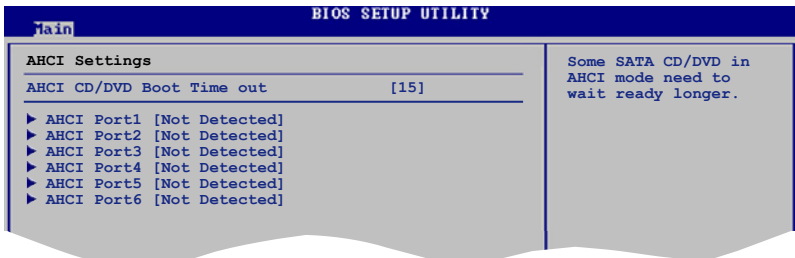 BIOS SETUP UTILITY
Main
AHCI Settings
AHCI CD/DVD Boot Time out [15]
AHCI Port1 [Not Detected]
AHCI Port2 [Not Detected]
AHCI Port3 [Not Detected]
AHCI Port4 [Not Detected]
AHCI Port5 [Not Detected]
AHCI Port6 [Not Detected]
Some SATA CD/DVD in
AHCI mode need to
wait ready longer.